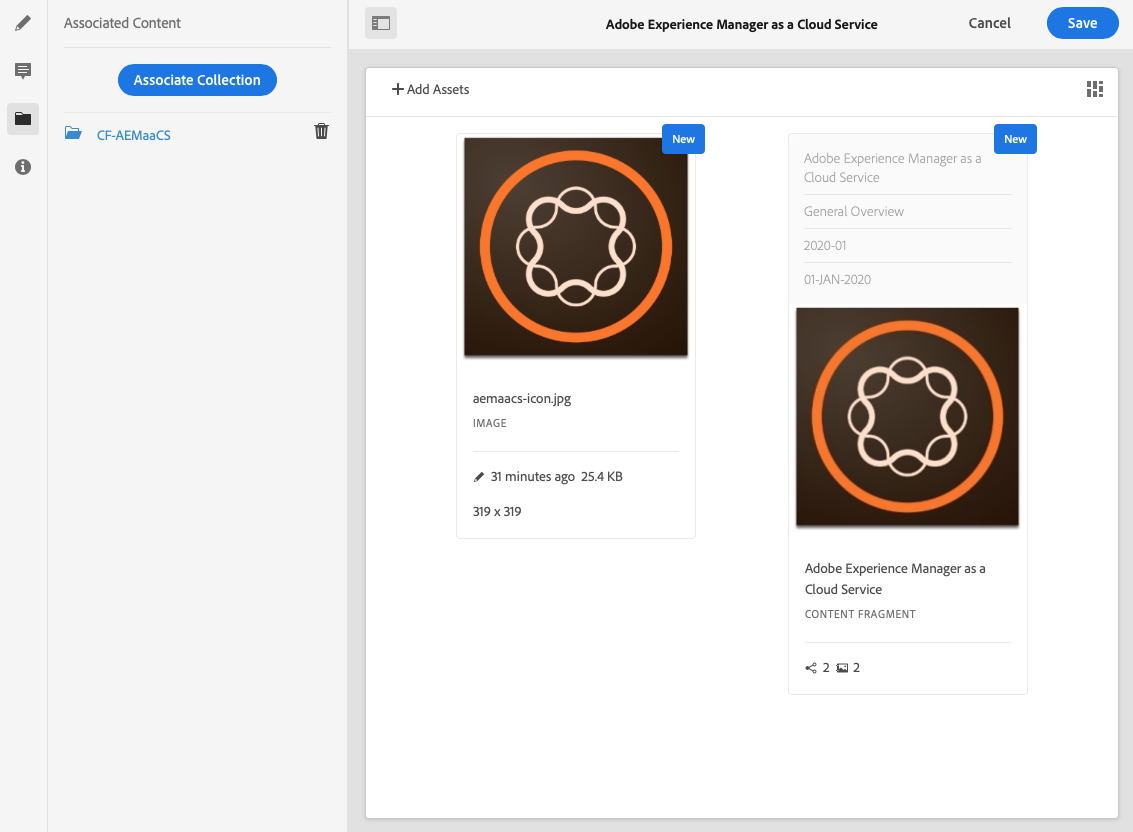 Associated Content
Associate Collection
CF-AEMaaCS
Adobe Experience Manager as a Cloud Service
Cancel
Save
Add Assets
New
aemaacs-icon.jpg
IMAGE
31 minutes ago 25.4 KB
319 x 319
New
Adobe Experience Manager as a
Cloud Service
General Overview
2020-01
01-JAN-2020
Adobe Experience Manager as a
Cloud Service
CONTENT FRAGMENT
2 2